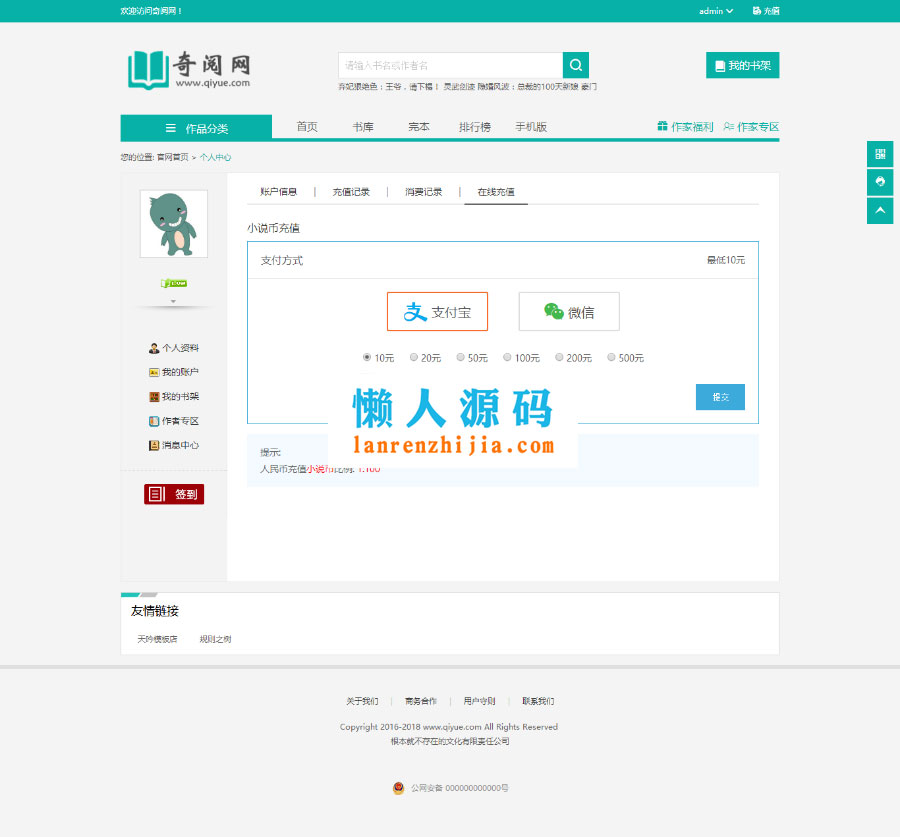 欢迎访问奇阅网！
admin 充值
奇阅网
www.qiyue.com
请输入书名或作者名
我的书架
弃妃狠绝色：王爷，请下榻！ 灵武剑漆 隐婚风波：总裁的100天新娘 豪门
作品分类 首页 书库 完本 排行榜 手机版 作家福利 作家专区
您的位置: 官网首页 > 个人中心
账户信息 | 充值记录 | 消费记录 | 在线充值
小说币充值
支付方式 最低10元
支付宝 微信
10元 20元 50元 100元 200元 500元
提交
懒人源码
lanrenzhijia.com
提示:
人民币充值小说币比例: 1:100
个人资料
我的账户
我的书架
作者专区
消息中心
签到
友情链接
天吟模板店 规则之树
关于我们 | 商务合作 | 用户守则 | 联系我们
Copyright 2016-2018 www.qiyue.com All Rights Reserved
根本就不存在的文化有限责任公司
公网安备 000000000000号